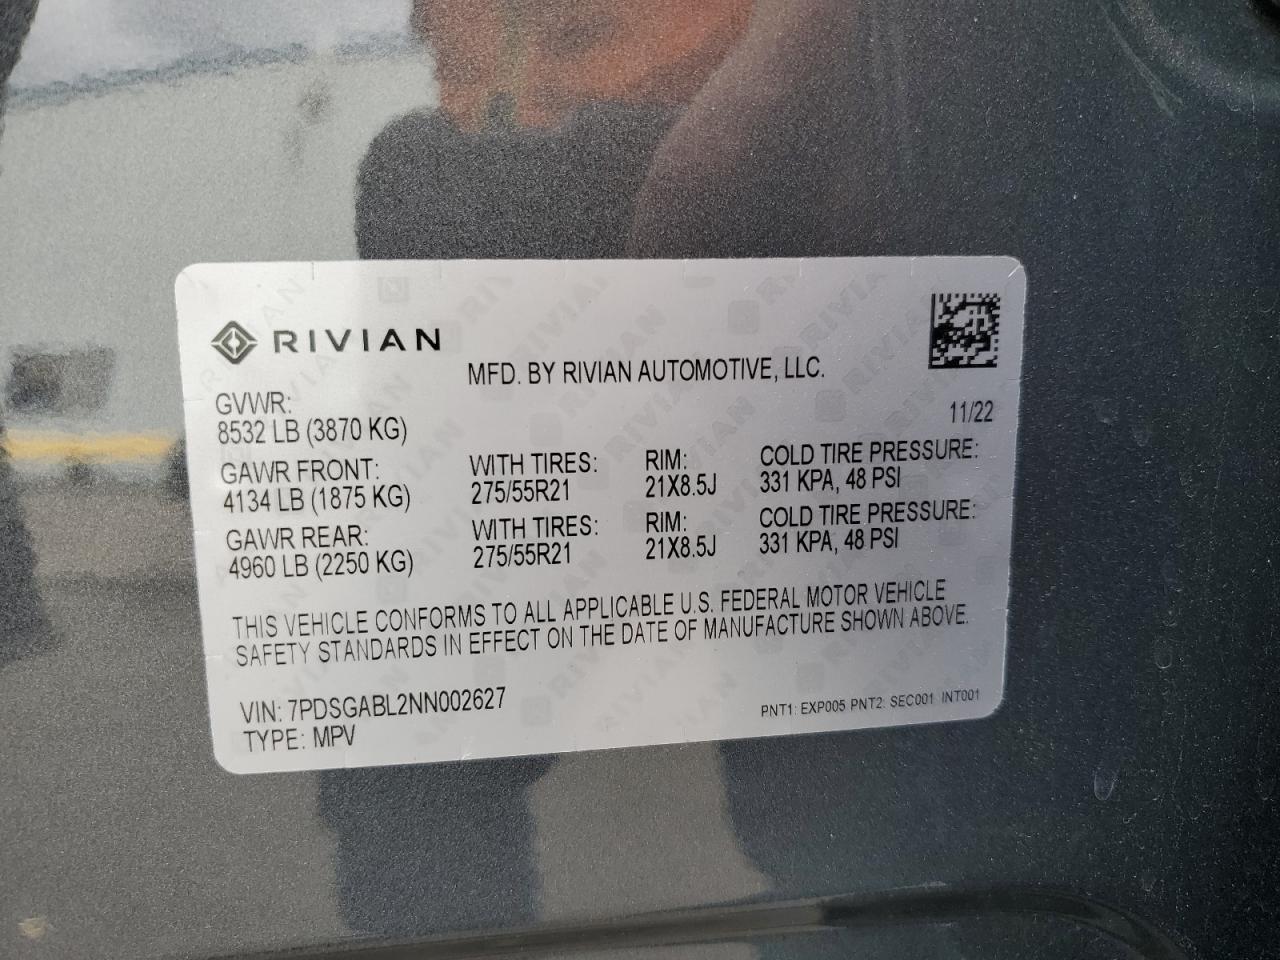 RIVIAN
MFD. BY RIVIAN AUTOMOTIVE, LLC.
GVWR:
8532 LB (3870 KG)
11/22
GAWR FRONT:
4134 LB (1875 KG)
WITH TIRES:
275/55R21
RIM:
21X8.5J
COLD TIRE PRESSURE:
331 KPA, 48 PSI
GAWR REAR:
4960 LB (2250 KG)
WITH TIRES:
275/55R21
RIM:
21X8.5J
COLD TIRE PRESSURE:
331 KPA, 48 PSI
THIS VEHICLE CONFORMS TO ALL APPLICABLE U.S. FEDERAL MOTOR VEHICLE
SAFETY STANDARDS IN EFFECT ON THE DATE OF MANUFACTURE SHOWN ABOVE.
VIN: 7PDSGABL2NN002627
TYPE: MPV
PNT1: EXP005 PNT2: SEC001 INT001